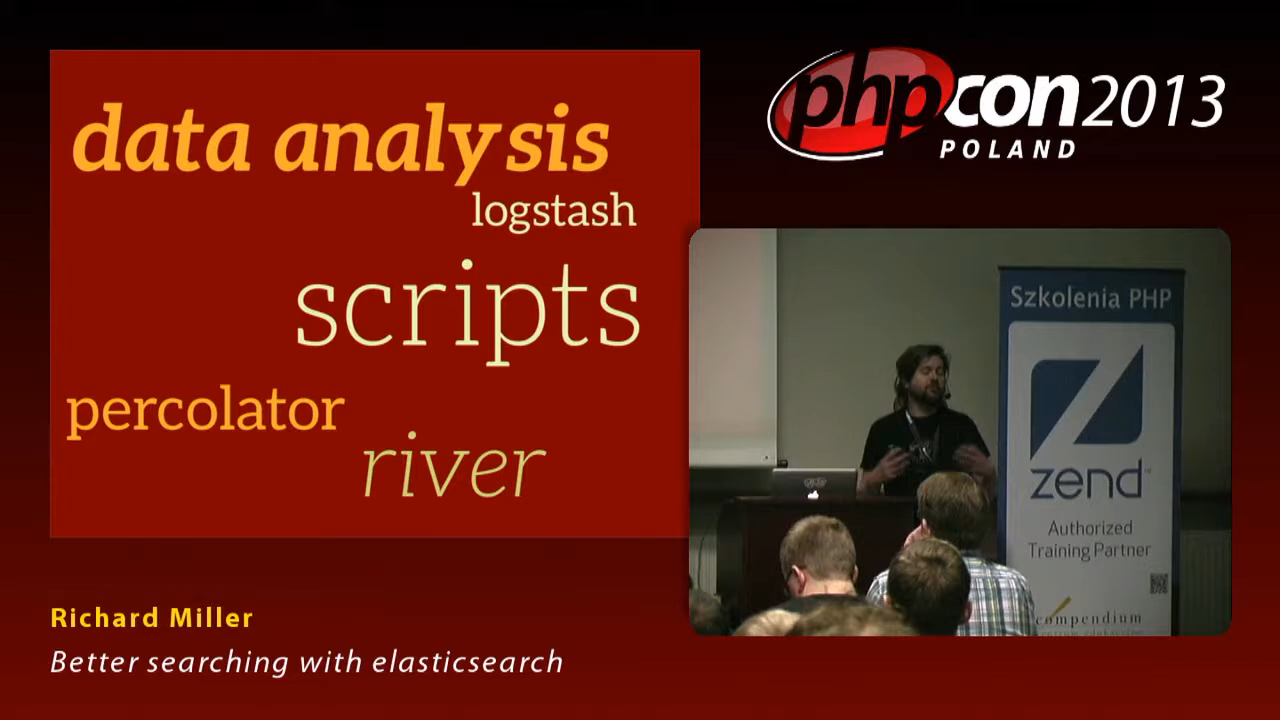 data analysis
logstash
scripts
percolator
river
phpcon2013
POLAND
Szkolenia PHP
zend
Authorized
Training Partner
compendium
Richard Miller
Better searching with elasticsearch